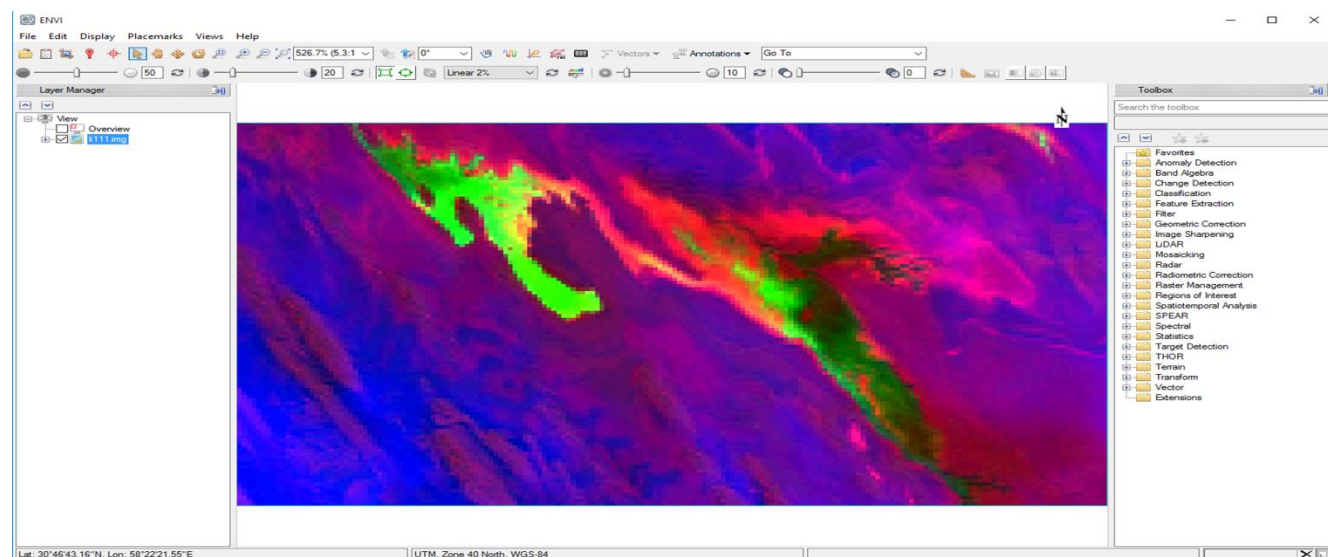 ENVI
File Edit Display Placemarks Views Help
526.7% (5.3:1 0° Vectors Annotations Go To
50 20 Linear 2% 10 0
Layer Manager
View
Overview
li111.img
N
Toolbox
Search the toolbox
Favorites
Anomaly Detection
Band Algebra
Change Detection
Classification
Feature Extraction
Filter
Geometric Correction
Image Sharpening
LiDAR
Mosaicking
Radar
Radiometric Correction
Raster Management
Regions of Interest
Spatiotemporal Analysis
SPEAR
Spectral
Statistics
Target Detection
THOR
Terrain
Transform
Vector
Extensions
Lat: 30°46'43.16"N, Lon: 58°22'21.55"E
UTM, Zone 40 North, WGS-84